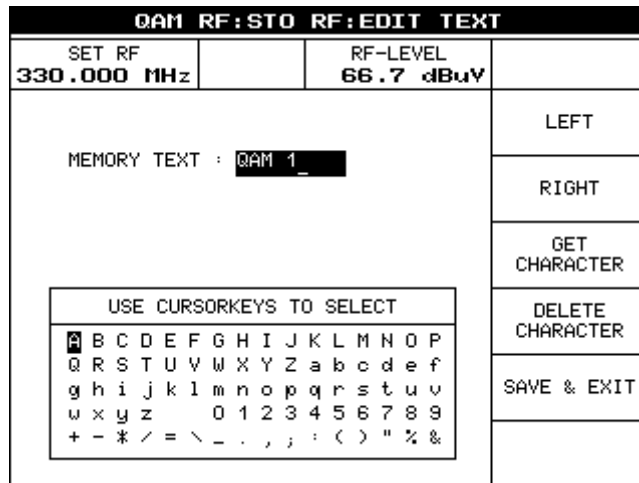 QAM RF:STO RF:EDIT TEXT
SET RF
330.000 MHz
RF-LEVEL
66.7 dBuV
MEMORY TEXT : QAM 1_
LEFT
RIGHT
GET
CHARACTER
DELETE
CHARACTER
SAVE & EXIT
USE CURSORKEYS TO SELECT
A B C D E F G H I J K L M N O P
Q R S T U V W X Y Z a b c d e f
g h i j k l m n o p q r s t u v
w x y z 0 1 2 3 4 5 6 7 8 9
+ - * / = \ _ . , ; : ( ) " % &